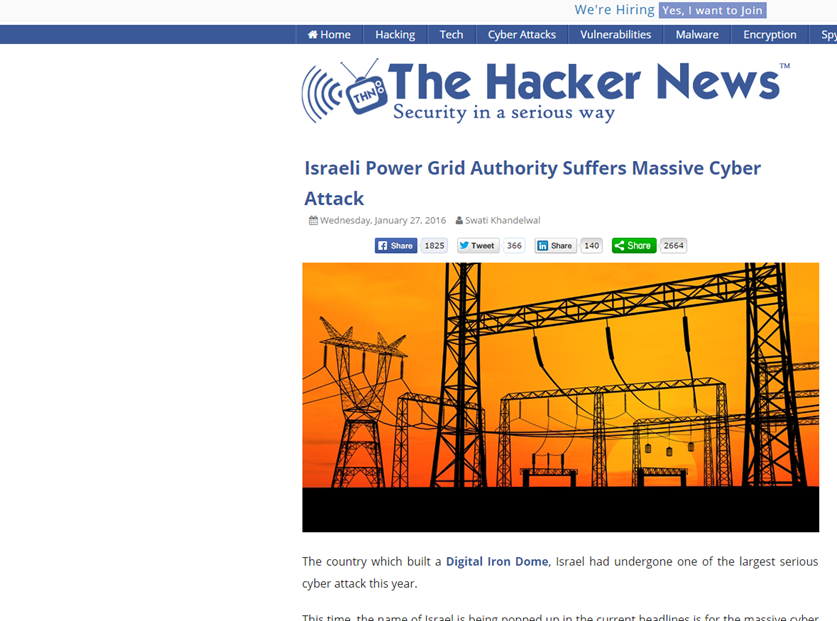 We're Hiring Yes, I want to Join
Home Hacking Tech Cyber Attacks Vulnerabilities Malware Encryption Spy
THN The Hacker News™
Security in a serious way
Israeli Power Grid Authority Suffers Massive Cyber
Attack
Wednesday, January 27, 2016 Swati Khandelwal
Share 1825 Tweet 366 Share 140 Share 2664
The country which built a Digital Iron Dome, Israel had undergone one of the largest serious
cyber attack this year.
This time, the name of Israel is being popped up in the current headlines is for the massive cyber